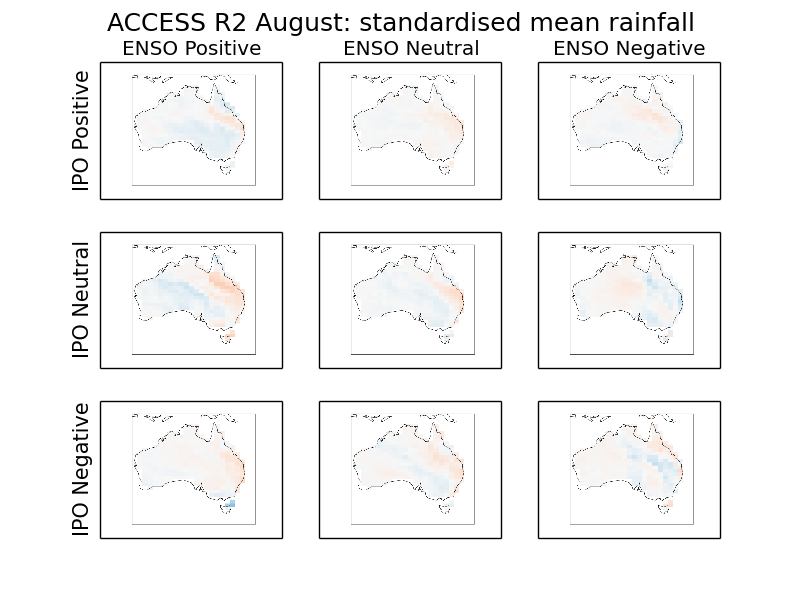 ACCESS R2 August: standardised mean rainfall
ENSO Positive ENSO Neutral ENSO Negative
IPO Positive
IPO Neutral
IPO Negative